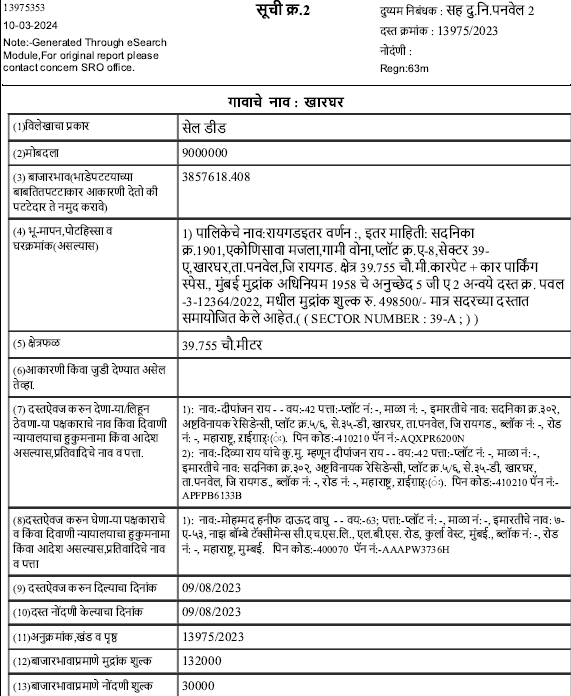 13975353
10-03-2024
Note:-Generated Through eSearch
Module,For original report please
contact concern SRO office.
सूची क्र.2
दुय्यम निबंधक : सह दु.नि.पनवेल 2
दस्त क्रमांक : 13975/2023
नोदंणी :
Regn:63m
गावाचे नाव : खारघर
(1)विलेखाचा प्रकार
सेल डीड
(2)मोबदला
9000000
(3) बाजारभाव(भाडेपटटयाच्या
बाबतितपटटाकार आकारणी देतो की
पटटेदार ते नमुद करावे)
3857618.408
(4) भू-मापन,पोटहिस्सा व
घरक्रमांक(असल्यास)
1) पालिकेचे नाव:रायगडइतर वर्णन :, इतर माहिती: सदनिका
क्र.1901,एकोणिसावा मजला,गामी वोना,प्लॉट क्र.ए-8,सेक्टर 39-
ए,खारघर,ता.पनवेल,जि रायगड. क्षेत्र 39.755 चौ.मी.कारपेट + कार पार्किंग
स्पेस., मुंबई मुद्रांक अधिनियम 1958 चे अनुच्छेद 5 जी ए 2 अन्वये दस्त क्र. पवल
-3-12364/2022, मधील मुद्रांक शुल्क रु. 498500/- मात्र सदरच्या दस्तात
समायोजित केले आहेत.( ( SECTOR NUMBER : 39-A ; ) )
(5) क्षेत्रफळ
39.755 चौ.मीटर
(6)आकारणी किंवा जुडी देण्यात असेल
तेव्हा.
(7) दस्तऐवज करुन देणा-या/लिहून
ठेवणा-या पक्षकाराचे नाव किंवा दिवाणी
न्यायालयाचा हुकुमनामा किंवा आदेश
असल्यास,प्रतिवादिचे नाव व पत्ता.
1): नाव:-दीपांजन राय - - वय:-42 पत्ता:-प्लॉट नं: -, माळा नं: -, इमारतीचे नाव: सदनिका क्र.३०२,
अष्टविनायक रेसिडेन्सी, प्लॉट क्र.५/६, से.३५-डी, खारघर, ता.पनवेल, जि रायगड., ब्लॉक नं: -, रोड
नं: -, महाराष्ट्र, राईगाऱ्:(ं). पिन कोड:-410210 पॅन नं:-AQXPR6200N
2): नाव:-दिव्या राय यांचे कु.मु. म्हणून दीपांजन राय - - वय:-42 पत्ता:-प्लॉट नं: -, माळा नं: -,
इमारतीचे नाव: सदनिका क्र.३०२, अष्टविनायक रेसिडेन्सी, प्लॉट क्र.५/६, से.३५-डी, खारघर,
ता.पनवेल, जि रायगड., ब्लॉक नं: -, रोड नं: -, महाराष्ट्र, राईगाऱ्:(ं). पिन कोड:-410210 पॅन नं:-
APFPB6133B
(8)दस्तऐवज करुन घेणा-या पक्षकाराचे
व किंवा दिवाणी न्यायालयाचा हुकुमनामा
किंवा आदेश असल्यास,प्रतिवादिचे नाव
व पत्ता
1): नाव:-मोहम्मद हनीफ दाऊद वाघु - - वय:-63; पत्ता:-प्लॉट नं: -, माळा नं: -, इमारतीचे नाव: ७-
ए-५३, नाझ बॉम्बे टॅक्सीमेन्स सी.एच.एस.लि., एल.बी.एस. रोड, कुर्ला वेस्ट, मुंबई., ब्लॉक नं: -, रोड
नं: -, महाराष्ट्र, मुम्बई. पिन कोड:-400070 पॅन नं:-AAAPW3736H
(9) दस्तऐवज करुन दिल्याचा दिनांक
09/08/2023
(10)दस्त नोंदणी केल्याचा दिनांक
09/08/2023
(11)अनुक्रमांक,खंड व पृष्ठ
13975/2023
(12)बाजारभावाप्रमाणे मुद्रांक शुल्क
132000
(13)बाजारभावाप्रमाणे नोंदणी शुल्क
30000